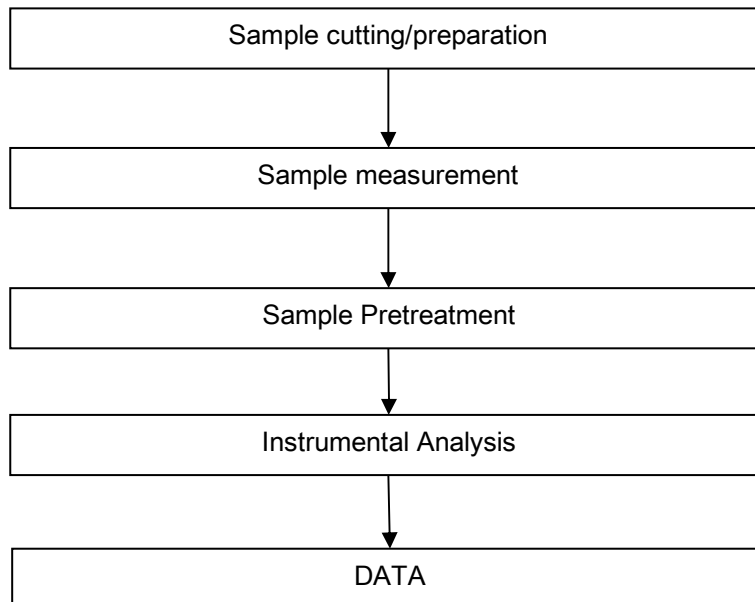 Sample cutting/preparation
Sample measurement
Sample Pretreatment
Instrumental Analysis
DATA